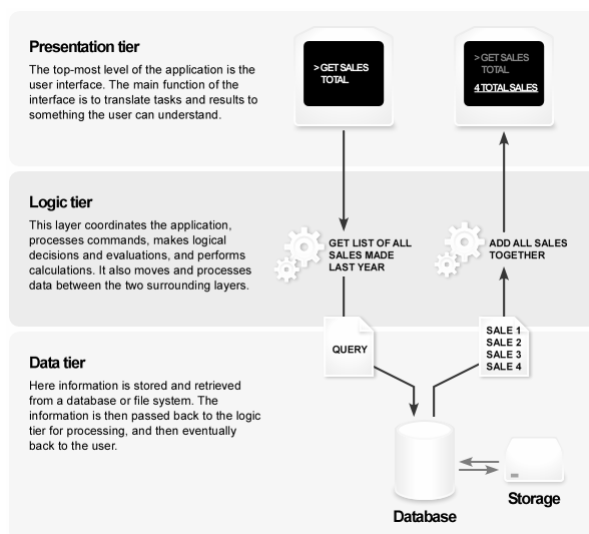 Presentation tier
The top-most level of the application is the
user interface. The main function of the
interface is to translate tasks and results to
something the user can understand.
>GET SALES
TOTAL
>GET SALES
TOTAL
4 TOTAL SALES
Logic tier
This layer coordinates the application,
processes commands, makes logical
decisions and evaluations, and performs
calculations. It also moves and processes
data between the two surrounding layers.
GET LIST OF ALL
SALES MADE
LAST YEAR
ADD ALL SALES
TOGETHER
Data tier
Here information is stored and retrieved
from a database or file system. The
information is then passed back to the logic
tier for processing, and then eventually
back to the user.
QUERY
SALE 1
SALE 2
SALE 3
SALE 4
Database
Storage